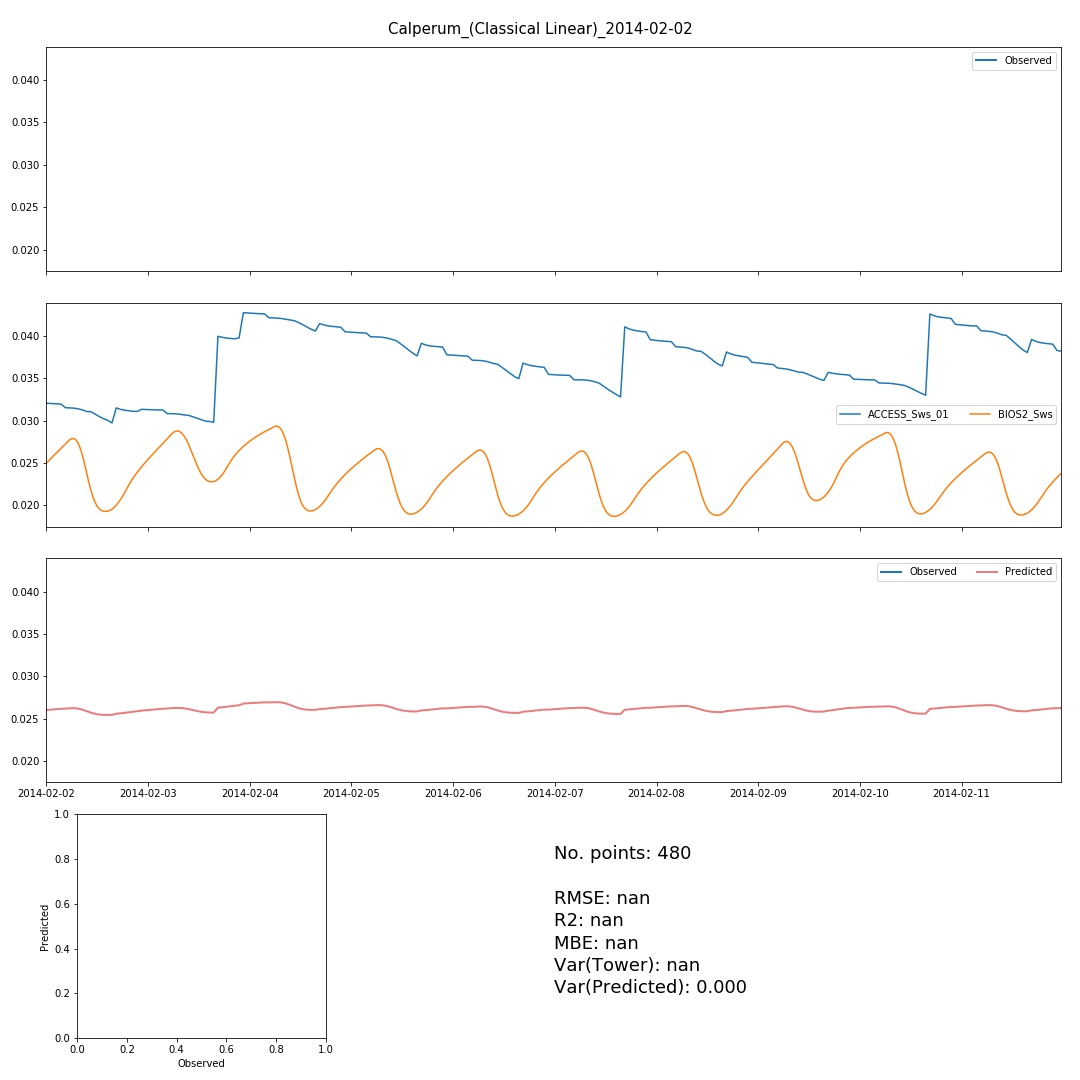 Calperum_(Classical Linear)_2014-02-02
Observed
0.040
0.035
0.030
0.025
0.020
0.040
0.035
0.030
0.025
0.020
ACCESS_Sws_01 BIOS2_Sws
Observed Predicted
0.040
0.035
0.030
0.025
0.020
2014-02-02 2014-02-03 2014-02-04 2014-02-05 2014-02-06 2014-02-07 2014-02-08 2014-02-09 2014-02-10 2014-02-11
1.0
0.8
0.6
0.4
0.2
0.0
Predicted
0.0 0.2 0.4 0.6 0.8 1.0
Observed
No. points: 480
RMSE: nan
R2: nan
MBE: nan
Var(Tower): nan
Var(Predicted): 0.000